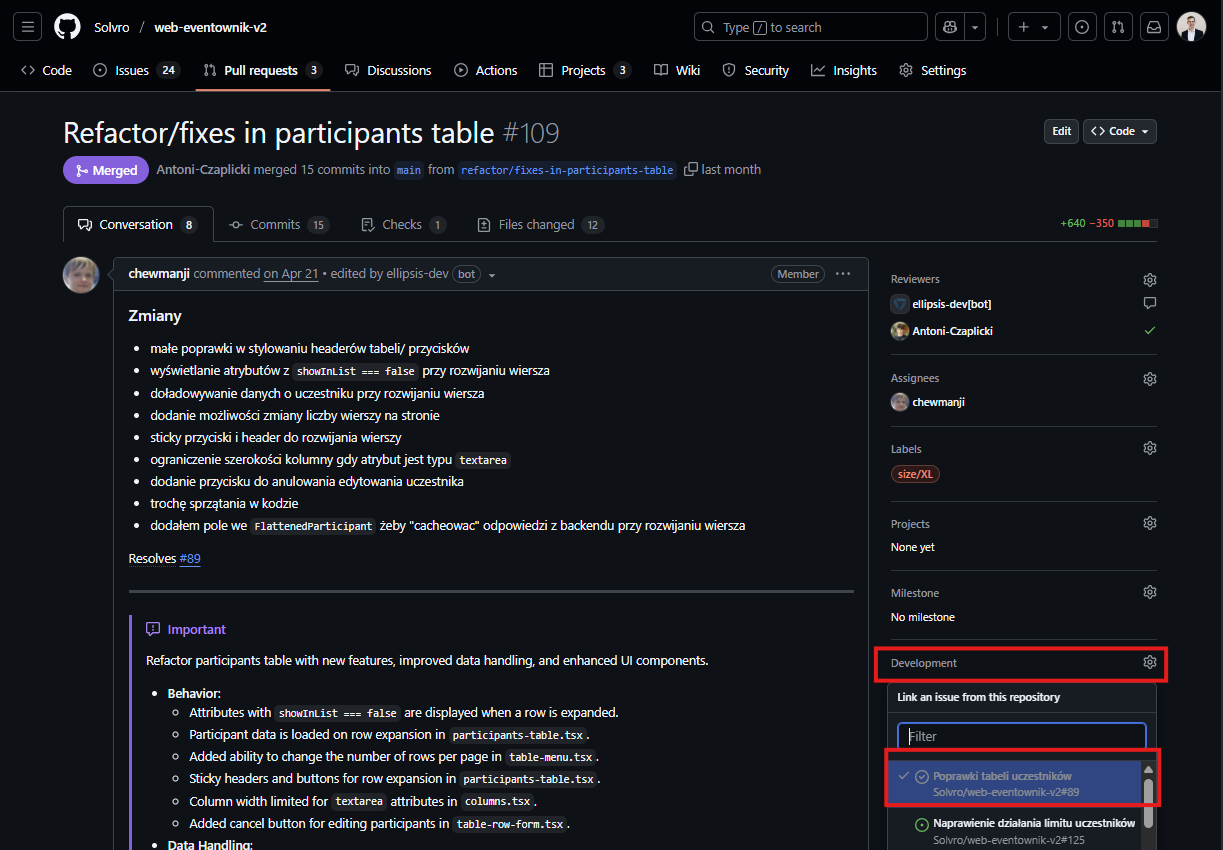 Solvro / web-eventownik-v2
Type / to search
Code
Issues 24
Pull requests 3
Discussions
Actions
Projects 3
Wiki
Security
Insights
Settings
Refactor/fixes in participants table #109
Edit
<> Code
Merged
Antoni-Czaplicki merged 15 commits into main from refactor/fixes-in-participants-table last month
Conversation 8
Commits 15
Checks 1
Files changed 12
+640 −350
chewmanji commented on Apr 21 • edited by ellipsis-dev bot
Member
Zmiany
• małe poprawki w stylowaniu headerów tabeli/ przycisków
• wyświetlanie atrybutów z showInList === false przy rozwijaniu wiersza
• doładowywanie danych o uczestniku przy rozwijaniu wiersza
• dodanie możliwości zmiany liczby wierszy na stronie
• sticky przyciski i header do rozwijania wierszy
• ograniczenie szerokości kolumny gdy atrybut jest typu textarea
• dodanie przycisku do anulowania edytowania uczestnika
• trochę sprzątania w kodzie
• dodałem pole we FlattenedParticipant żeby "cacheowac" odpowiedzi z backendu przy rozwijaniu wiersza
Resolves #89
Important
Refactor participants table with new features, improved data handling, and enhanced UI components.
• Behavior:
○ Attributes with showInList === false are displayed when a row is expanded.
○ Participant data is loaded on row expansion in participants-table.tsx.
○ Added ability to change the number of rows per page in table-menu.tsx.
○ Sticky headers and buttons for row expansion in participants-table.tsx.
○ Column width limited for textarea attributes in columns.tsx.
○ Added cancel button for editing participants in table-row-form.tsx.
• Data Handling:
Reviewers
ellipsis-dev[bot]
Antoni-Czaplicki
Assignees
chewmanji
Labels
size/XL
Projects
None yet
Milestone
No milestone
Development
Link an issue from this repository
Filter
Poprawki tabeli uczestników
Solvro/web-eventownik-v2#89
Naprawienie działania limitu uczestników
Solvro/web-eventownik-v2#125